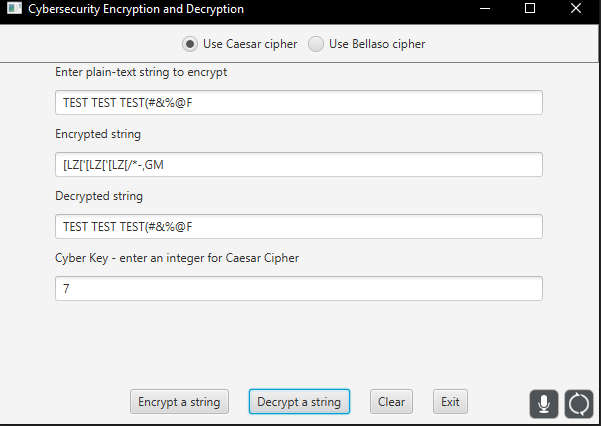 Cybersecurity Encryption and Decryption
Use Caesar cipher Use Bellaso cipher
Enter plain-text string to encrypt
TEST TEST TEST(#&%@F
Encrypted string
[LZ['[LZ['[LZ[/*-,GM
Decrypted string
TEST TEST TEST(#&%@F
Cyber Key - enter an integer for Caesar Cipher
7
Encrypt a string Decrypt a string Clear Exit